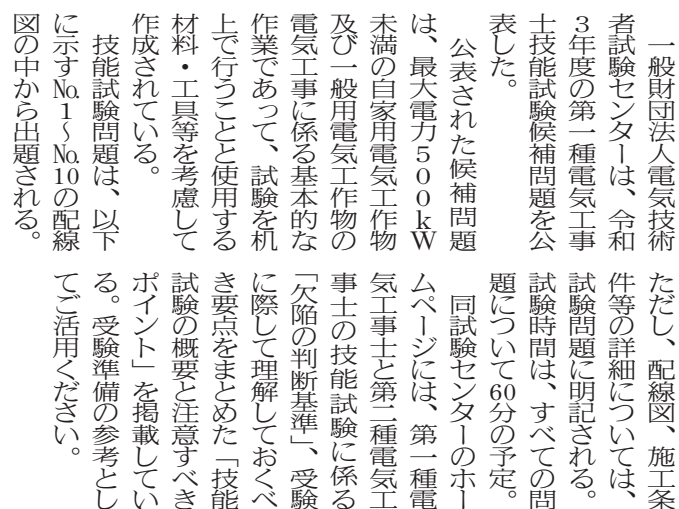 一般財団法人電気技術
者試験センターは、令和
３年度の第一種電気工事
士技能試験候補問題を公
表した。
　公表された候補問題
は、最大電力５００ｋＷ
未満の自家用電気工作物
及び一般用電気工作物の
電気工事に係る基本的な
作業であって、試験を机
上で行うことと使用する
材料・工具等を考慮して
作成されている。
　技能試験問題は、以下
に示す№１～№10の配線
図の中から出題される。
ただし、配線図、施工条
件等の詳細については、
試験問題に明記される。
試験時間は、すべての問
題について60分の予定。
　同試験センターのホー
ムページには、第一種電
気工事士と第二種電気工
事士の技能試験に係る
「欠陥の判断基準」、受験
に際して理解しておくべ
き要点をまとめた「技能
試験の概要と注意すべき
ポイント」を掲載してい
る。受験準備の参考とし
てご活用ください。